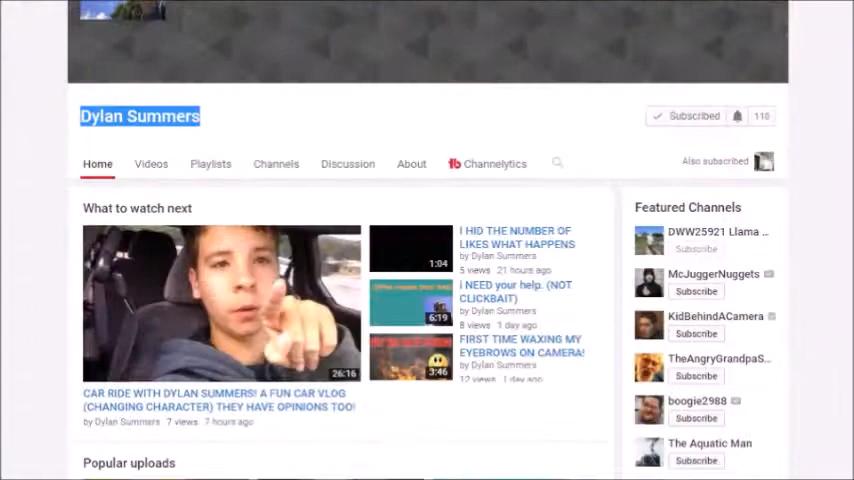 Dylan Summers
Subscribed 110
Home Videos Playlists Channels Discussion About Channelytics
Also subscribed
What to watch next
26:16
CAR RIDE WITH DYLAN SUMMERS! A FUN CAR VLOG
(CHANGING CHARACTER) THEY HAVE OPINIONS TOO!
by Dylan Summers 7 views 7 hours ago
1:04
I HID THE NUMBER OF
LIKES WHAT HAPPENS
by Dylan Summers
5 views 21 hours ago
6:19
i NEED your help. (NOT
CLICKBAIT)
by Dylan Summers
8 views 1 day ago
3:46
FIRST TIME WAXING MY
EYEBROWS ON CAMERA!
by Dylan Summers
12 views 1 day ago
Popular uploads
Featured Channels
DWW25921 Llama ...
Subscribe
McJuggerNuggets
Subscribe
KidBehindACamera
Subscribe
TheAngryGrandpaS...
Subscribe
boogie2988
Subscribe
The Aquatic Man
Subscribe